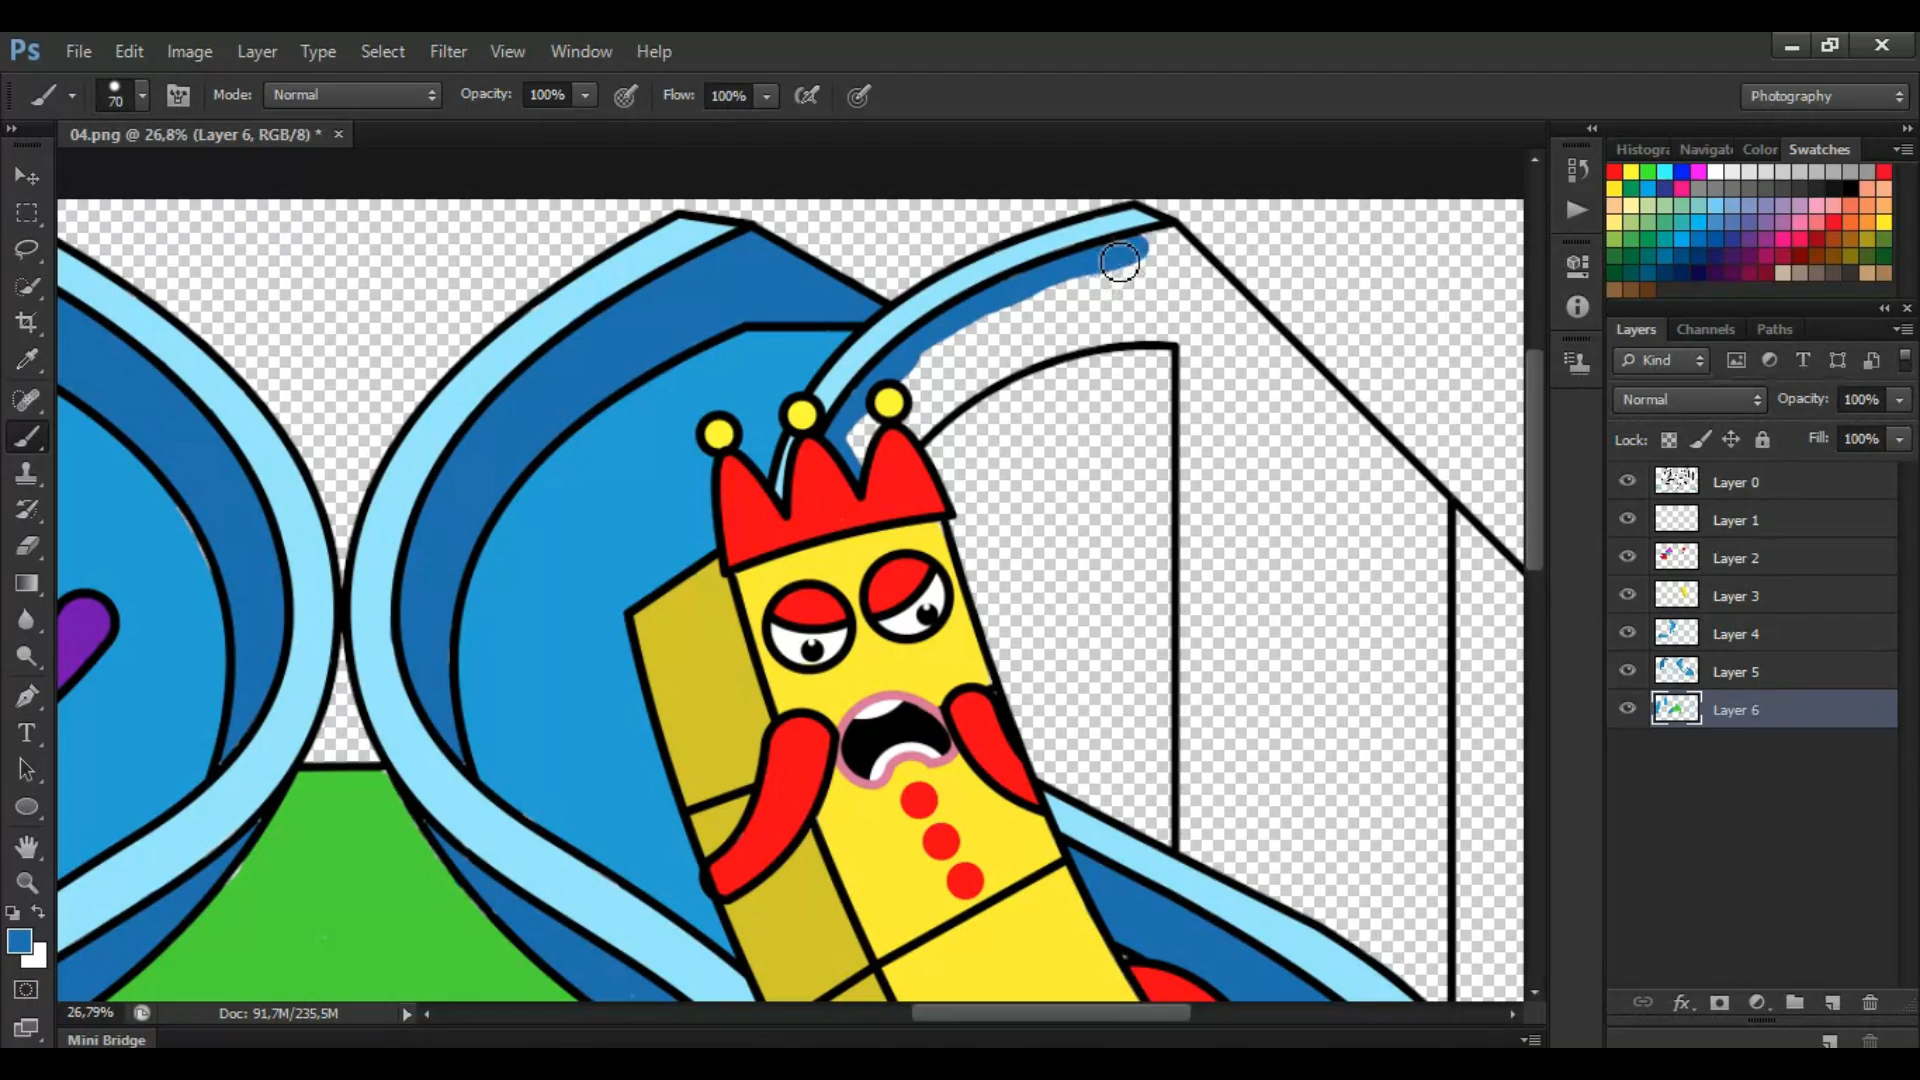 Ps File Edit Image Layer Type Select Filter View Window Help
70 Mode: Normal Opacity: 100% Flow: 100% Photography
04.png @ 26,8% (Layer 6, RGB/8) * ×
Histogra Navigato Color Swatches
Layers Channels Paths
Kind
Normal Opacity: 100%
Lock: Fill: 100%
Layer 0
Layer 1
Layer 2
Layer 3
Layer 4
Layer 5
Layer 6
fx
26,79% Doc: 91,7M/235,5M
Mini Bridge